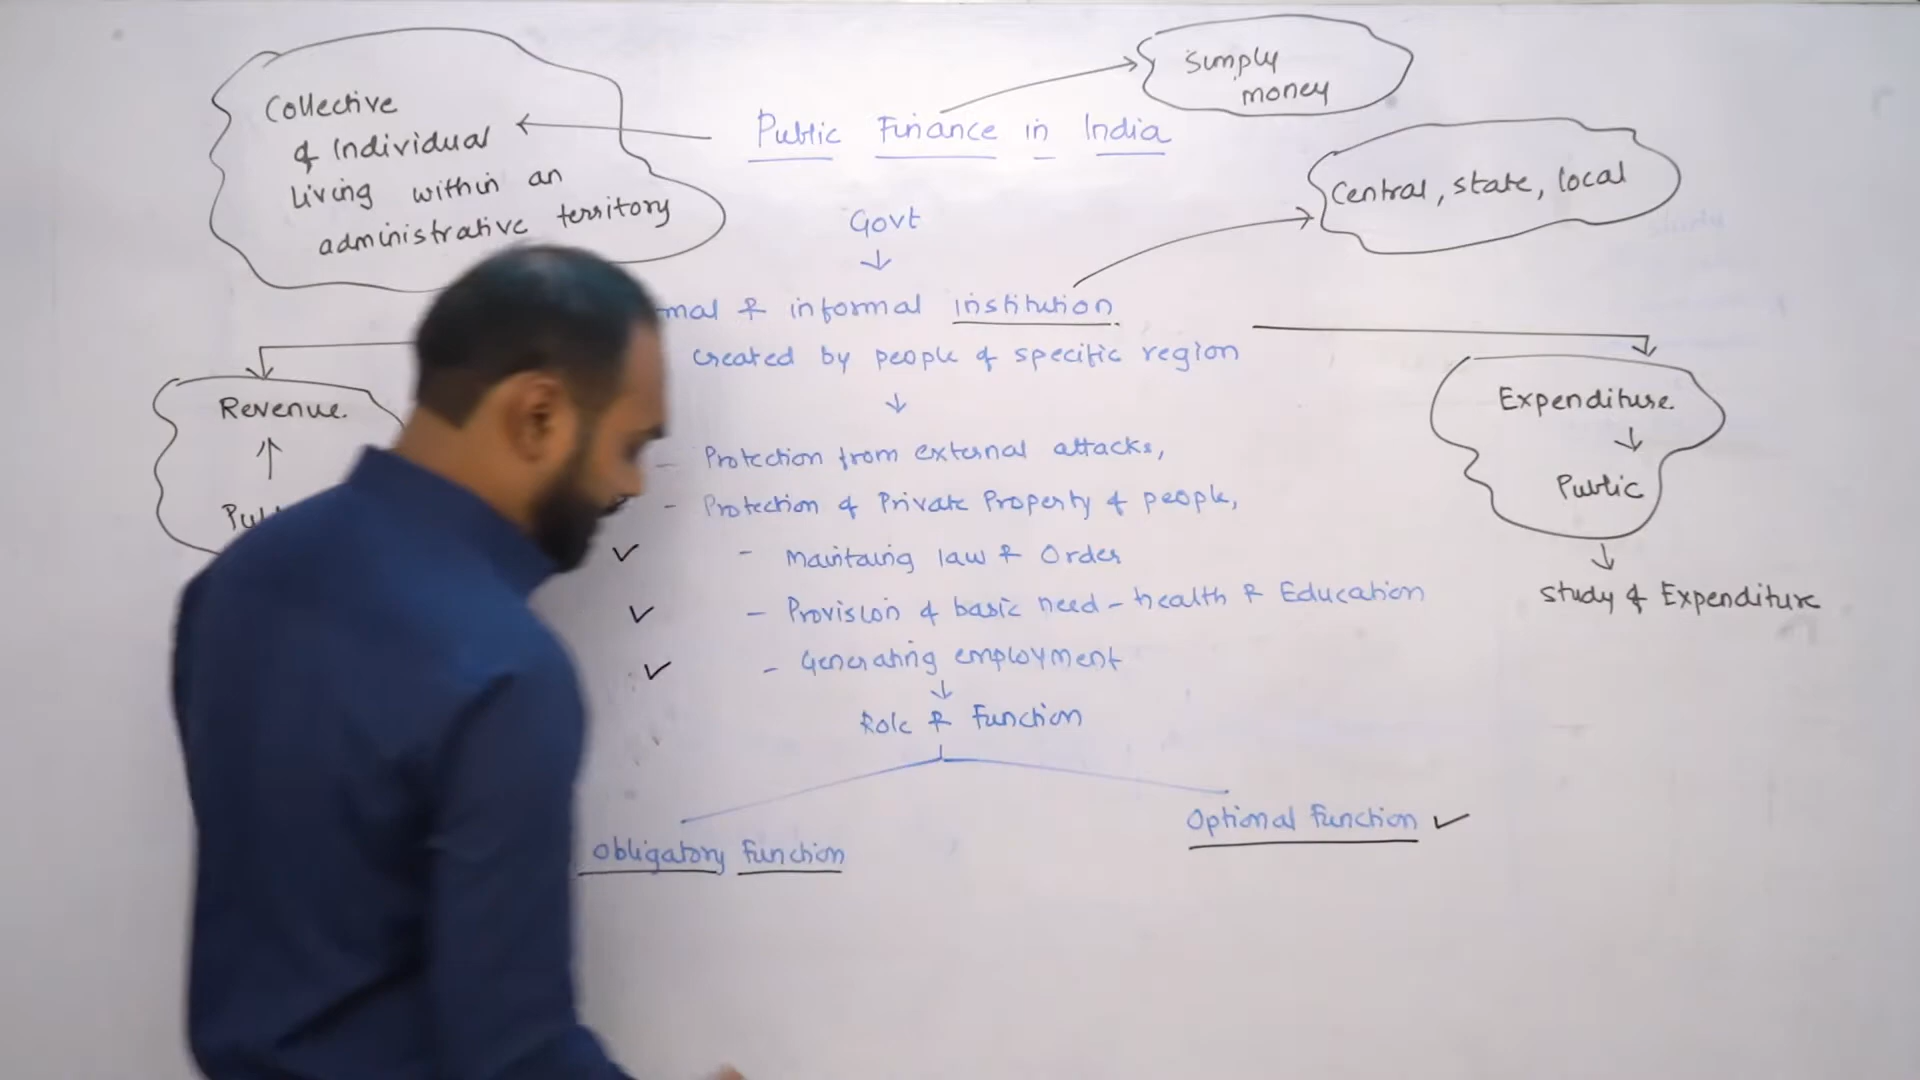 Simply
money
Collective
of Individual
living within an
administrative territory
Public Finance in India
Central, state, local
Govt
& informal institution
created by people of specific region
Revenue.
Expenditure.
Public
- Protection from external attacks,
- Protection of Private Property of people,
- Maintaing law & Order
- Provision of basic need - health & Education
- Generating employment
study of Expenditure
Role & Function
Obligatory function
Optional function